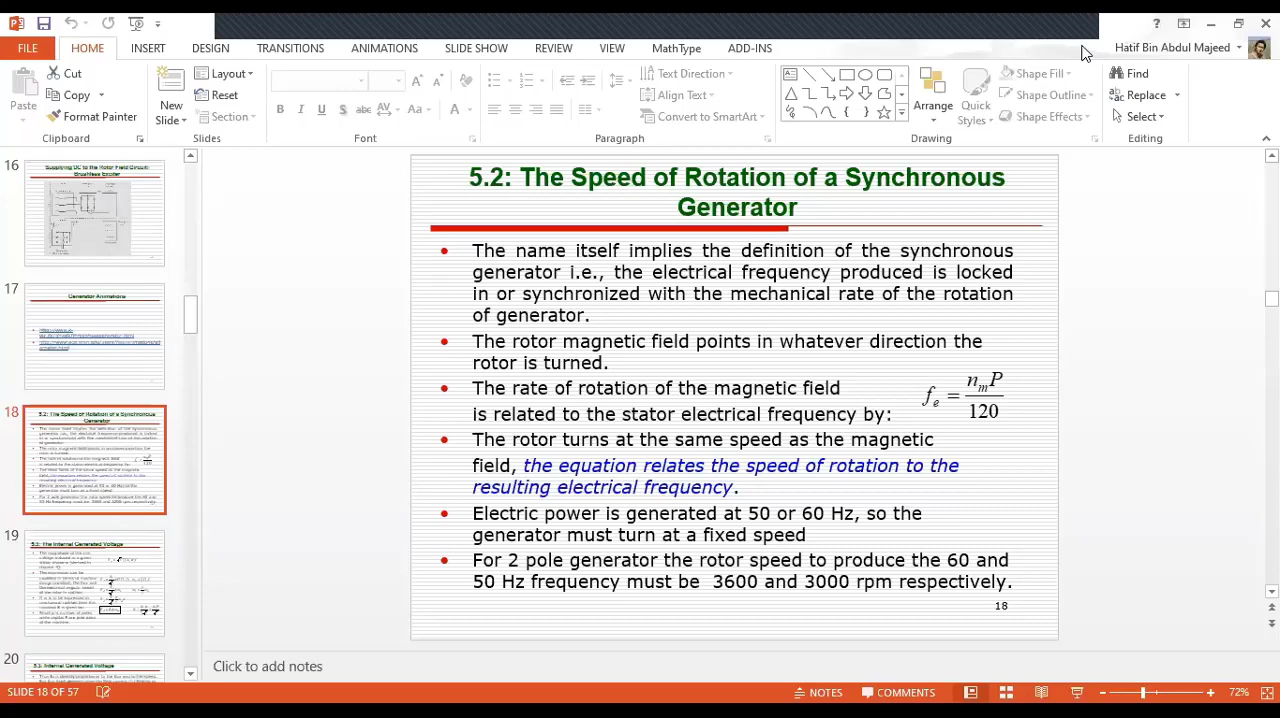 FILE HOME INSERT DESIGN TRANSITIONS ANIMATIONS SLIDE SHOW REVIEW VIEW MathType ADD-INS Hatif Bin Abdul Majeed
Paste
Cut
Copy
Format Painter
Clipboard
New
Slide
Layout
Reset
Section
Slides
B I U S abc AV Aa A
Font
Text Direction
Align Text
Convert to SmartArt
Paragraph
Arrange
Quick
Styles
Shape Fill
Shape Outline
Shape Effects
Drawing
Find
Replace
Select
Editing
16
Supplying DC to the Rotor Field Circuit-
Brushless Exciter
17
Generator Animations
18
5.2: The Speed of Rotation of a Synchronous
Generator
19
5.3: The Internal Generated Voltage
20
5.3: Internal Generated Voltage
5.2: The Speed of Rotation of a Synchronous
Generator
• The name itself implies the definition of the synchronous
generator i.e., the electrical frequency produced is locked
in or synchronized with the mechanical rate of the rotation
of generator.
• The rotor magnetic field points in whatever direction the
rotor is turned.
• The rate of rotation of the magnetic field
is related to the stator electrical frequency by:
fe = nmP / 120
• The rotor turns at the same speed as the magnetic
field, the equation relates the speed of rotation to the
resulting electrical frequency.
• Electric power is generated at 50 or 60 Hz, so the
generator must turn at a fixed speed
• For 2 pole generator the rotor speed to produce the 60 and
50 Hz frequency must be 3600 and 3000 rpm respectively.
18
Click to add notes
SLIDE 18 OF 57 NOTES COMMENTS 72%